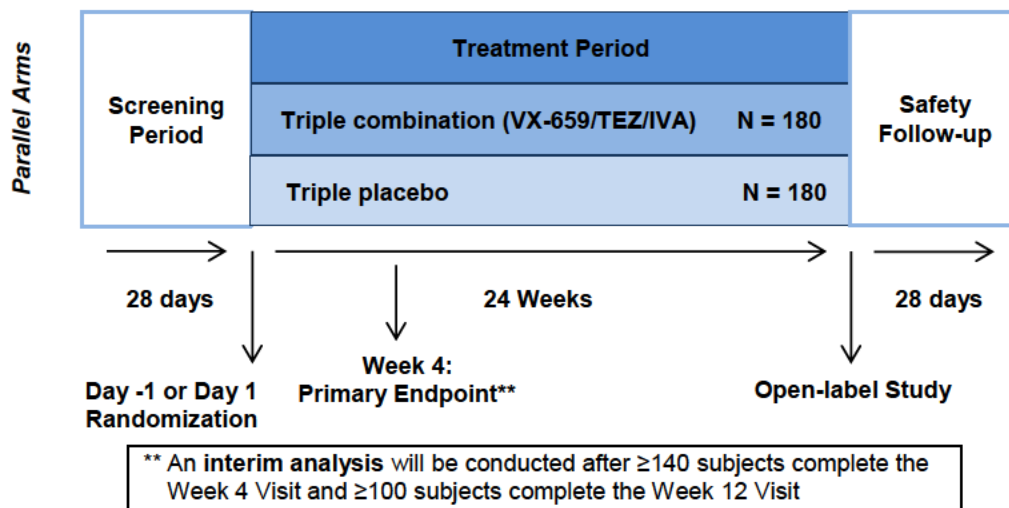 Parallel Arms
Screening
Period
Treatment Period
Triple combination (VX-659/TEZ/IVA) N = 180
Triple placebo N = 180
Safety
Follow-up
28 days
24 Weeks
28 days
Day -1 or Day 1
Randomization
Week 4:
Primary Endpoint**
Open-label Study
** An interim analysis will be conducted after ≥140 subjects complete the
Week 4 Visit and ≥100 subjects complete the Week 12 Visit